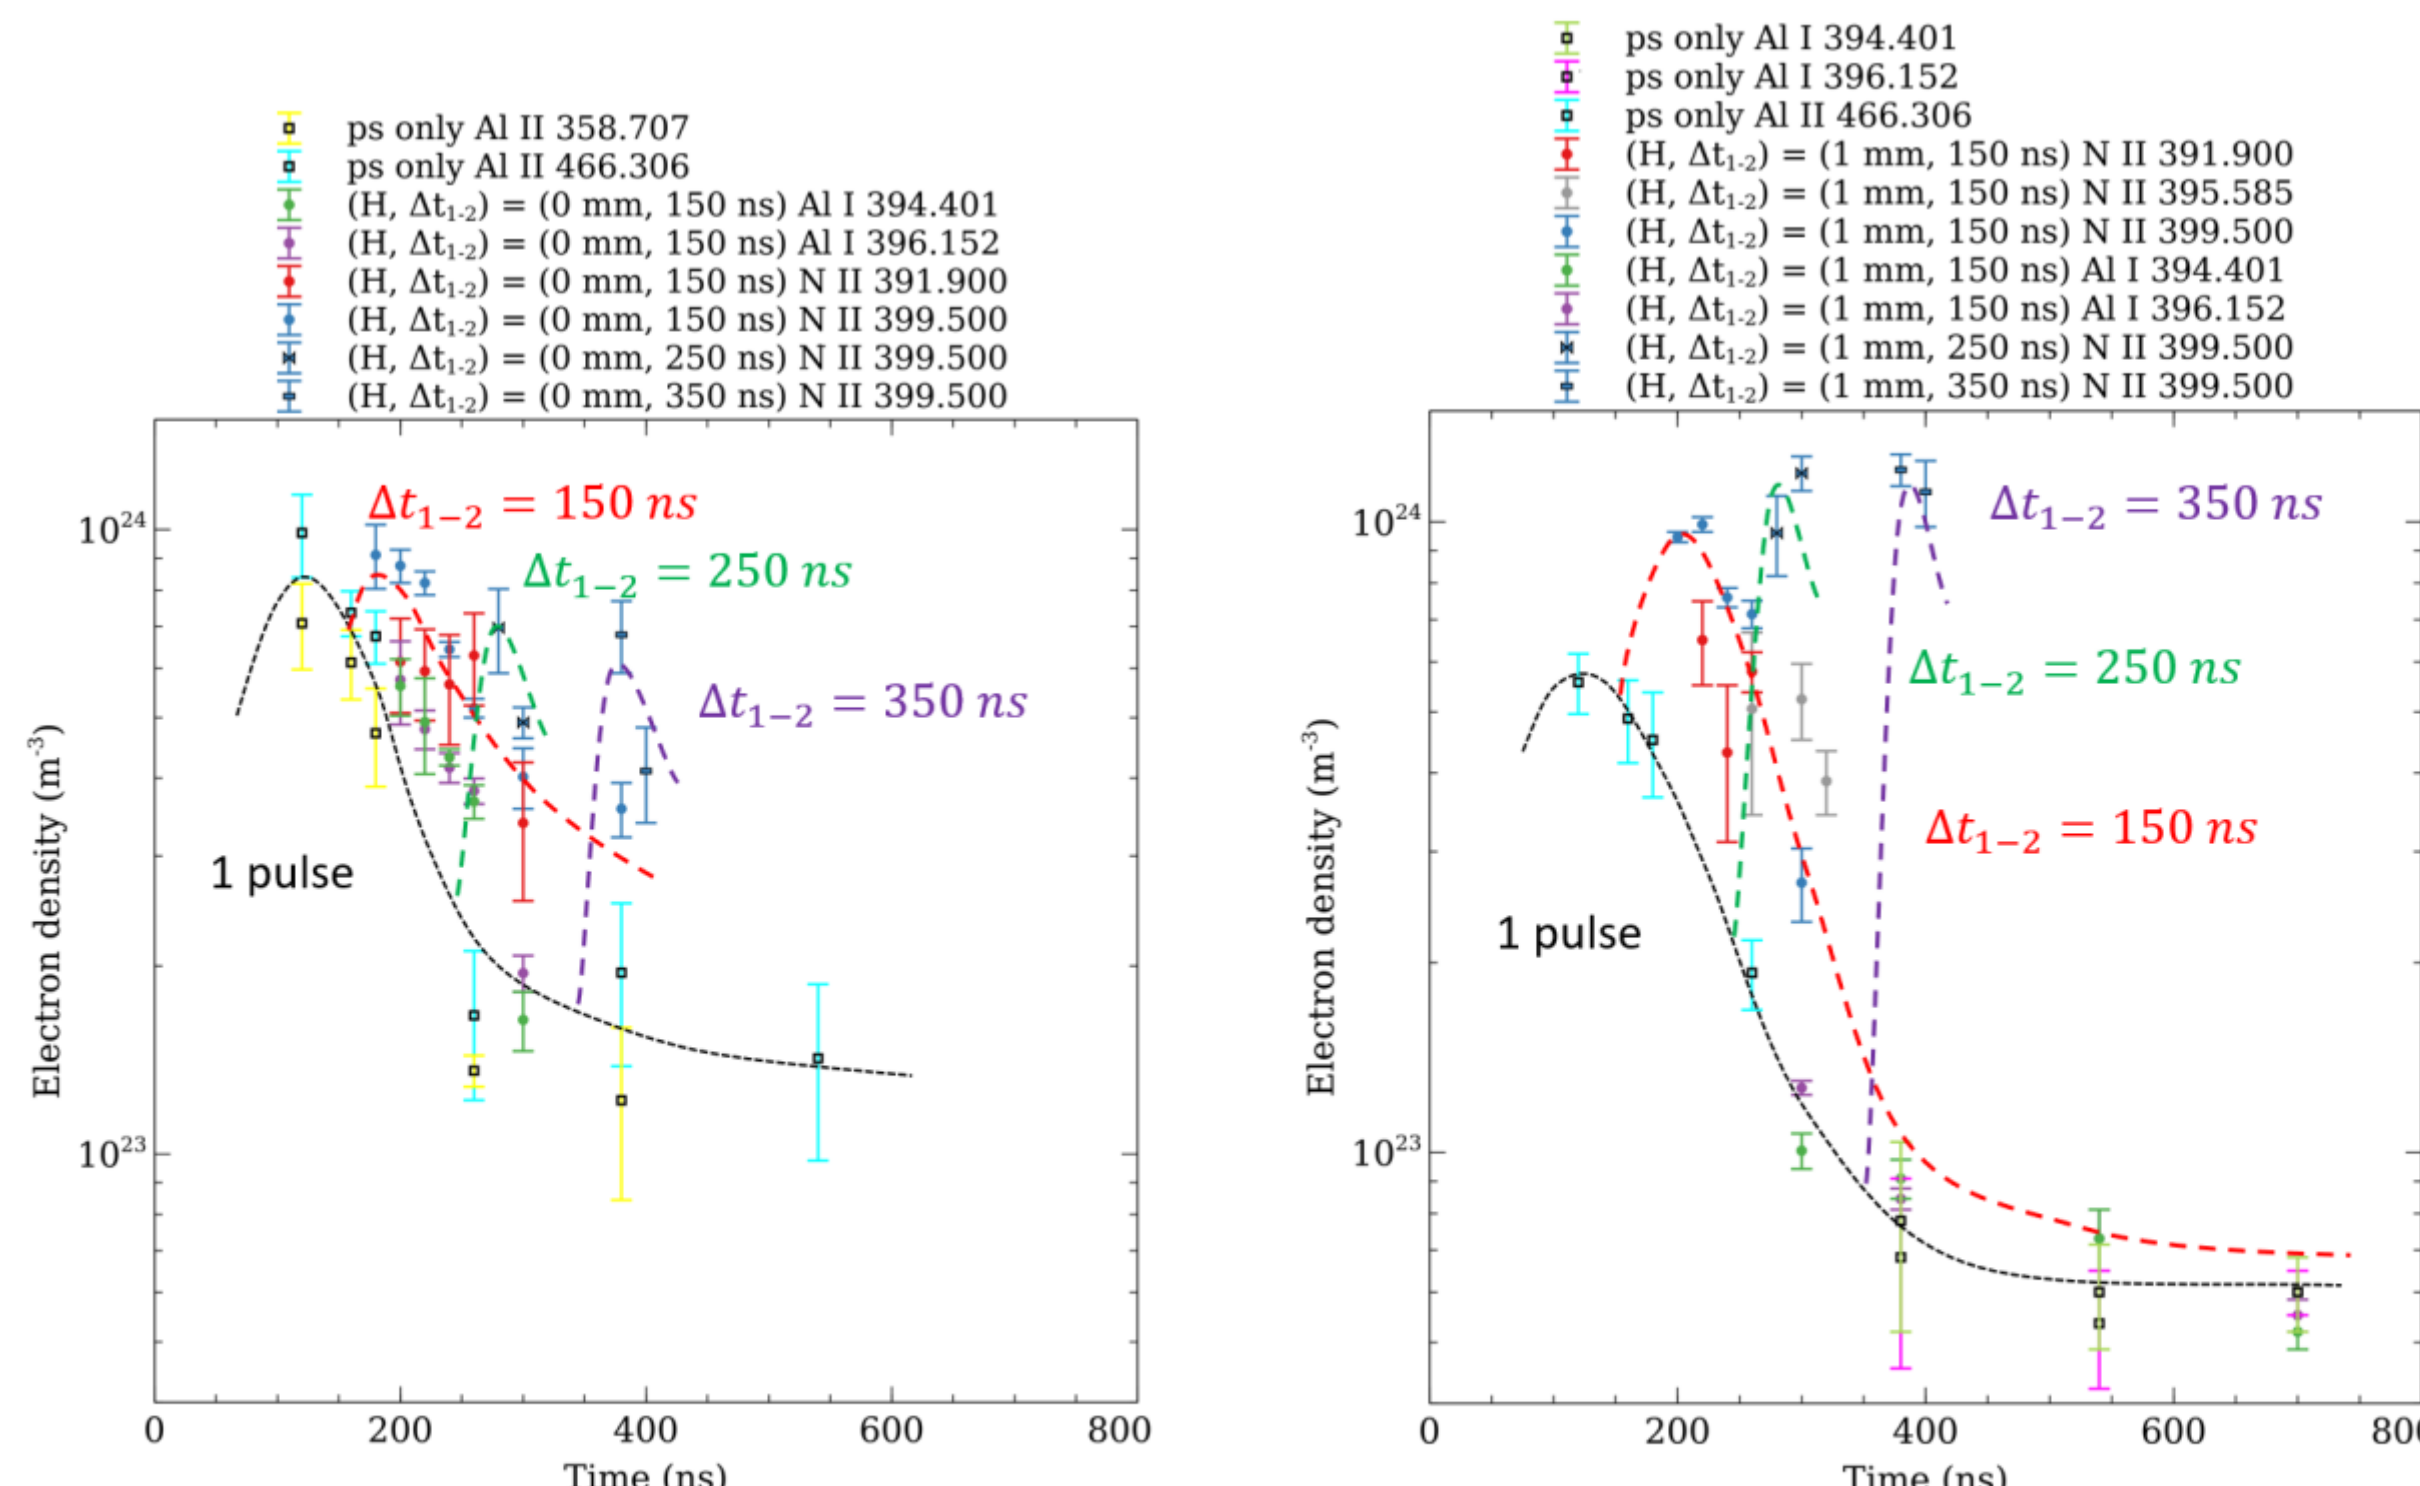 ps only Al II 358.707
ps only Al II 466.306
(H, Δt₁₋₂) = (0 mm, 150 ns) Al I 394.401
(H, Δt₁₋₂) = (0 mm, 150 ns) Al I 396.152
(H, Δt₁₋₂) = (0 mm, 150 ns) N II 391.900
(H, Δt₁₋₂) = (0 mm, 150 ns) N II 399.500
(H, Δt₁₋₂) = (0 mm, 250 ns) N II 399.500
(H, Δt₁₋₂) = (0 mm, 350 ns) N II 399.500
Δt₁₋₂ = 150 ns
Δt₁₋₂ = 250 ns
Δt₁₋₂ = 350 ns
1 pulse
10²⁴
10²³
Electron density (m⁻³)
0 200 400 600 800
Time (ns)
ps only Al I 394.401
ps only Al I 396.152
ps only Al II 466.306
(H, Δt₁₋₂) = (1 mm, 150 ns) N II 391.900
(H, Δt₁₋₂) = (1 mm, 150 ns) N II 395.585
(H, Δt₁₋₂) = (1 mm, 150 ns) N II 399.500
(H, Δt₁₋₂) = (1 mm, 150 ns) Al I 394.401
(H, Δt₁₋₂) = (1 mm, 150 ns) Al I 396.152
(H, Δt₁₋₂) = (1 mm, 250 ns) N II 399.500
(H, Δt₁₋₂) = (1 mm, 350 ns) N II 399.500
Δt₁₋₂ = 350 ns
Δt₁₋₂ = 250 ns
Δt₁₋₂ = 150 ns
1 pulse
10²⁴
10²³
Electron density (m⁻³)
0 200 400 600 80
Time (ns)